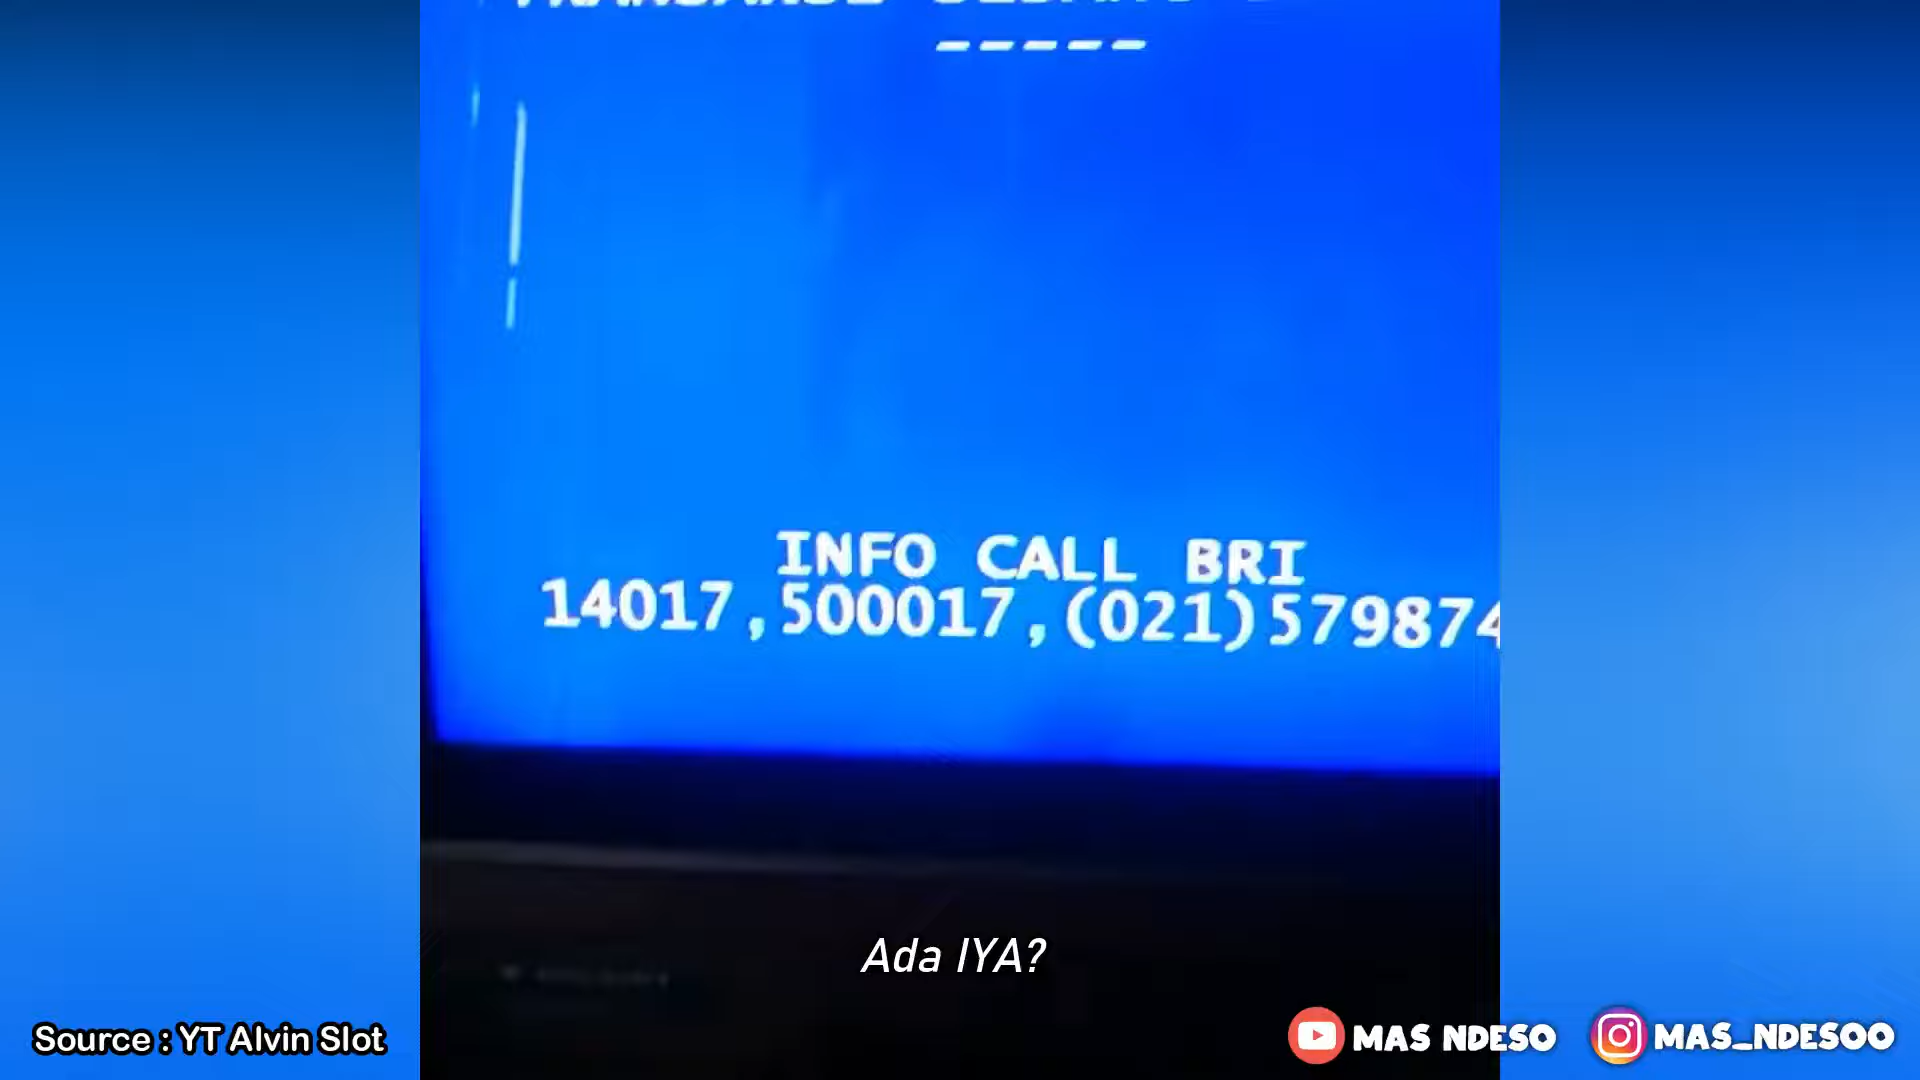 -----
INFO CALL BRI
14017,500017,(021)579874
Ada IYA?
Source : YT Alvin Slot
MAS NDESO
MAS_NDESOO